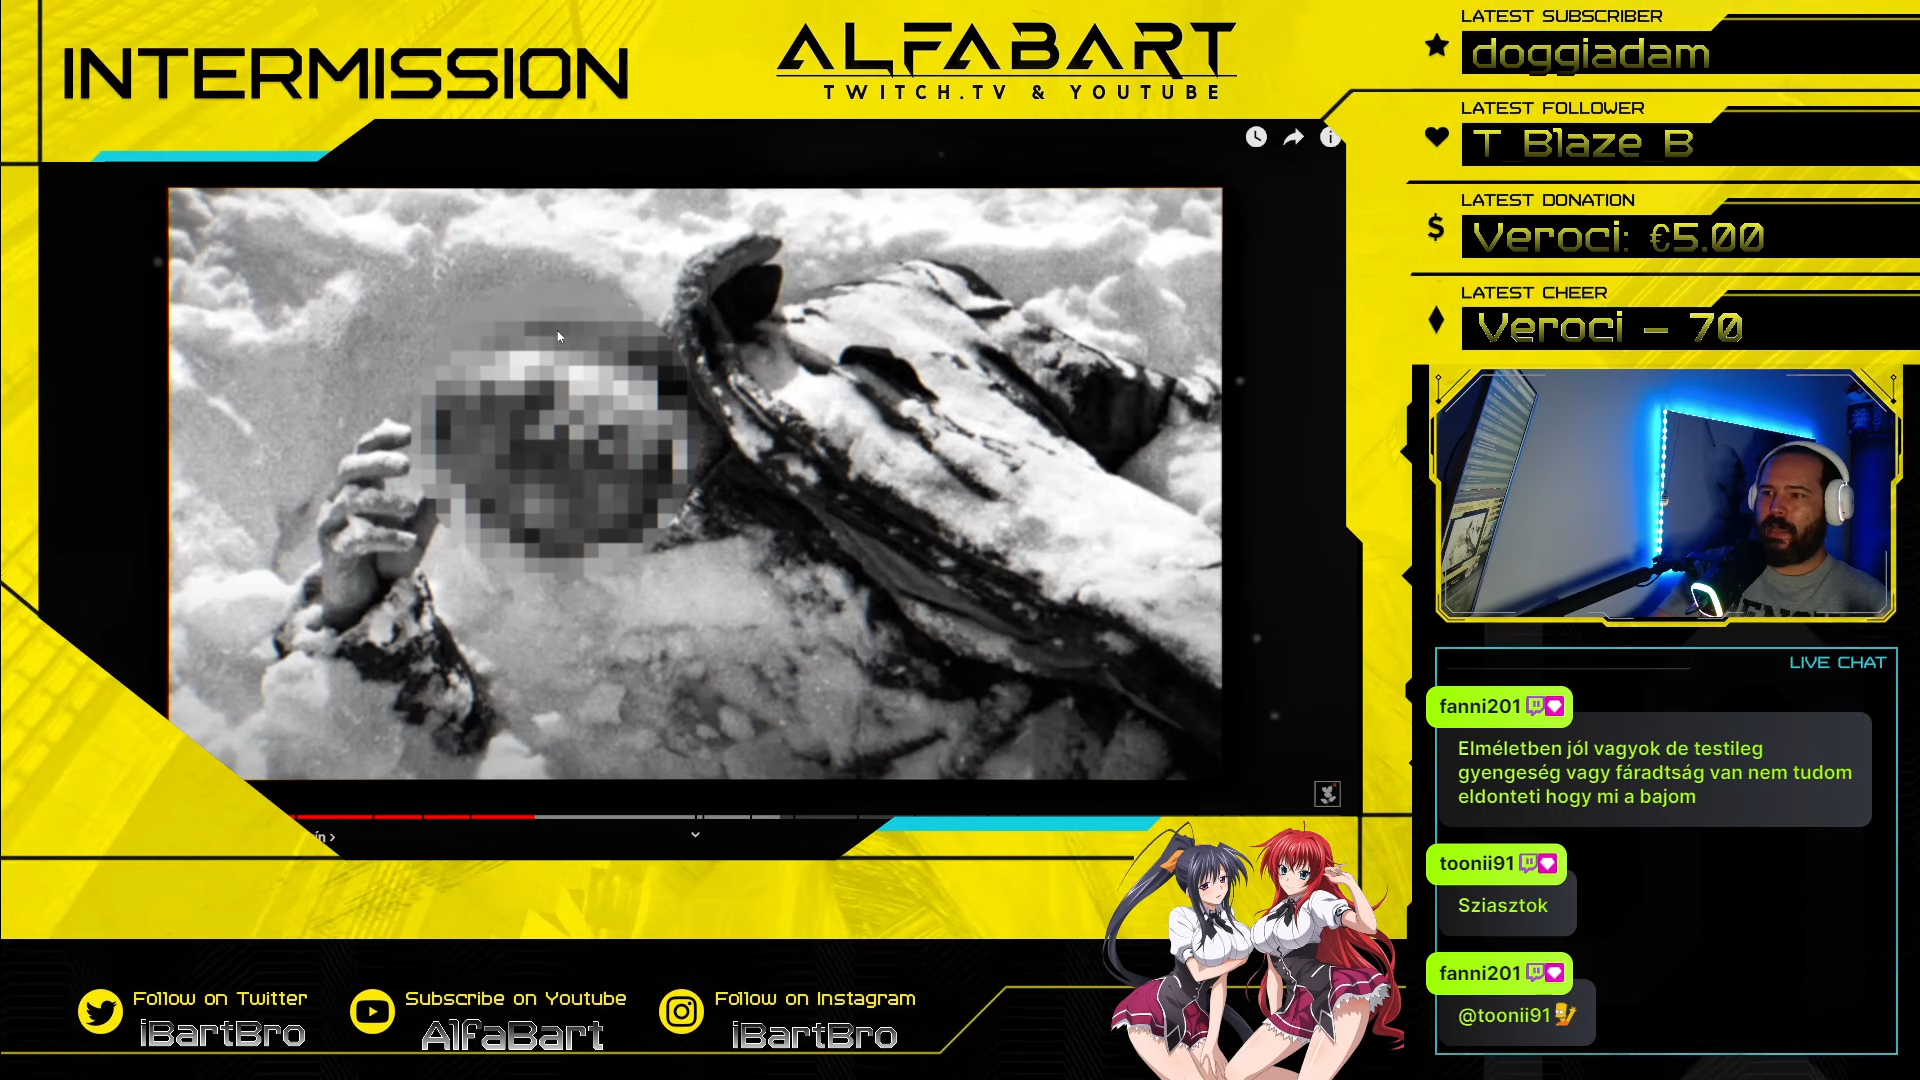 INTERMISSION
ALFABART
TWITCH.TV & YOUTUBE
LATEST SUBSCRIBER
doggiadam
LATEST FOLLOWER
T_Blaze_B
LATEST DONATION
Veroci: €5.00
LATEST CHEER
Veroci - 70
LIVE CHAT
fanni201
Elméletben jól vagyok de testileg
gyengeség vagy fáradtság van nem tudom
eldonteti hogy mi a bajom
toonii91
Sziasztok
fanni201
@toonii91
Follow on Twitter
iBartBro
Subscribe on Youtube
AlfaBart
Follow on Instagram
iBartBro